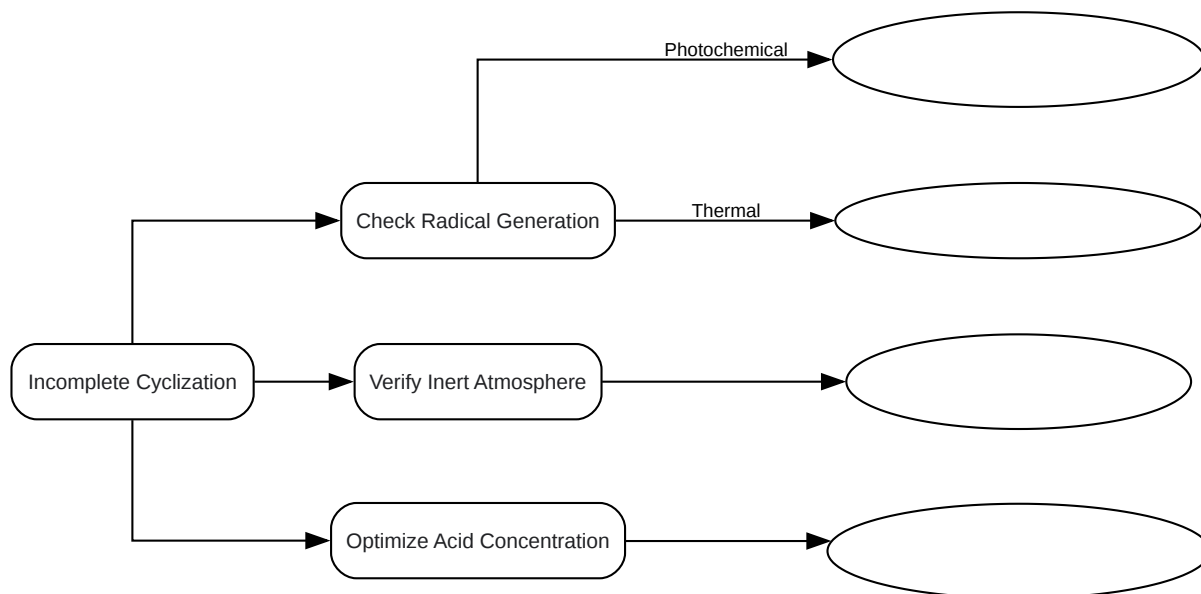 Photochemical
Check Radical Generation
Thermal
Incomplete Cyclization
Verify Inert Atmosphere
Optimize Acid Concentration